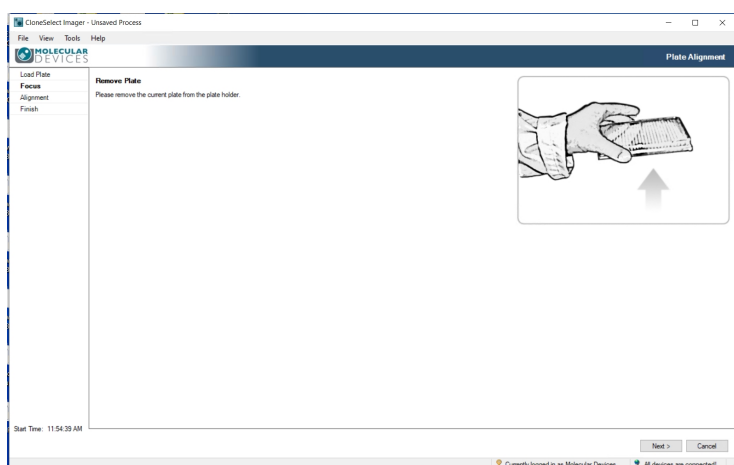 CloneSelect Imager - Unsaved Process
File View Tools Help
MOLECULAR
DEVICES
Plate Alignment
Load Plate
Focus
Alignment
Finish
Remove Plate
Please remove the current plate from the plate holder.
Start Time: 11:54:39 AM
Next > Cancel
Currently logged in as Molecular Devices All devices are connected!